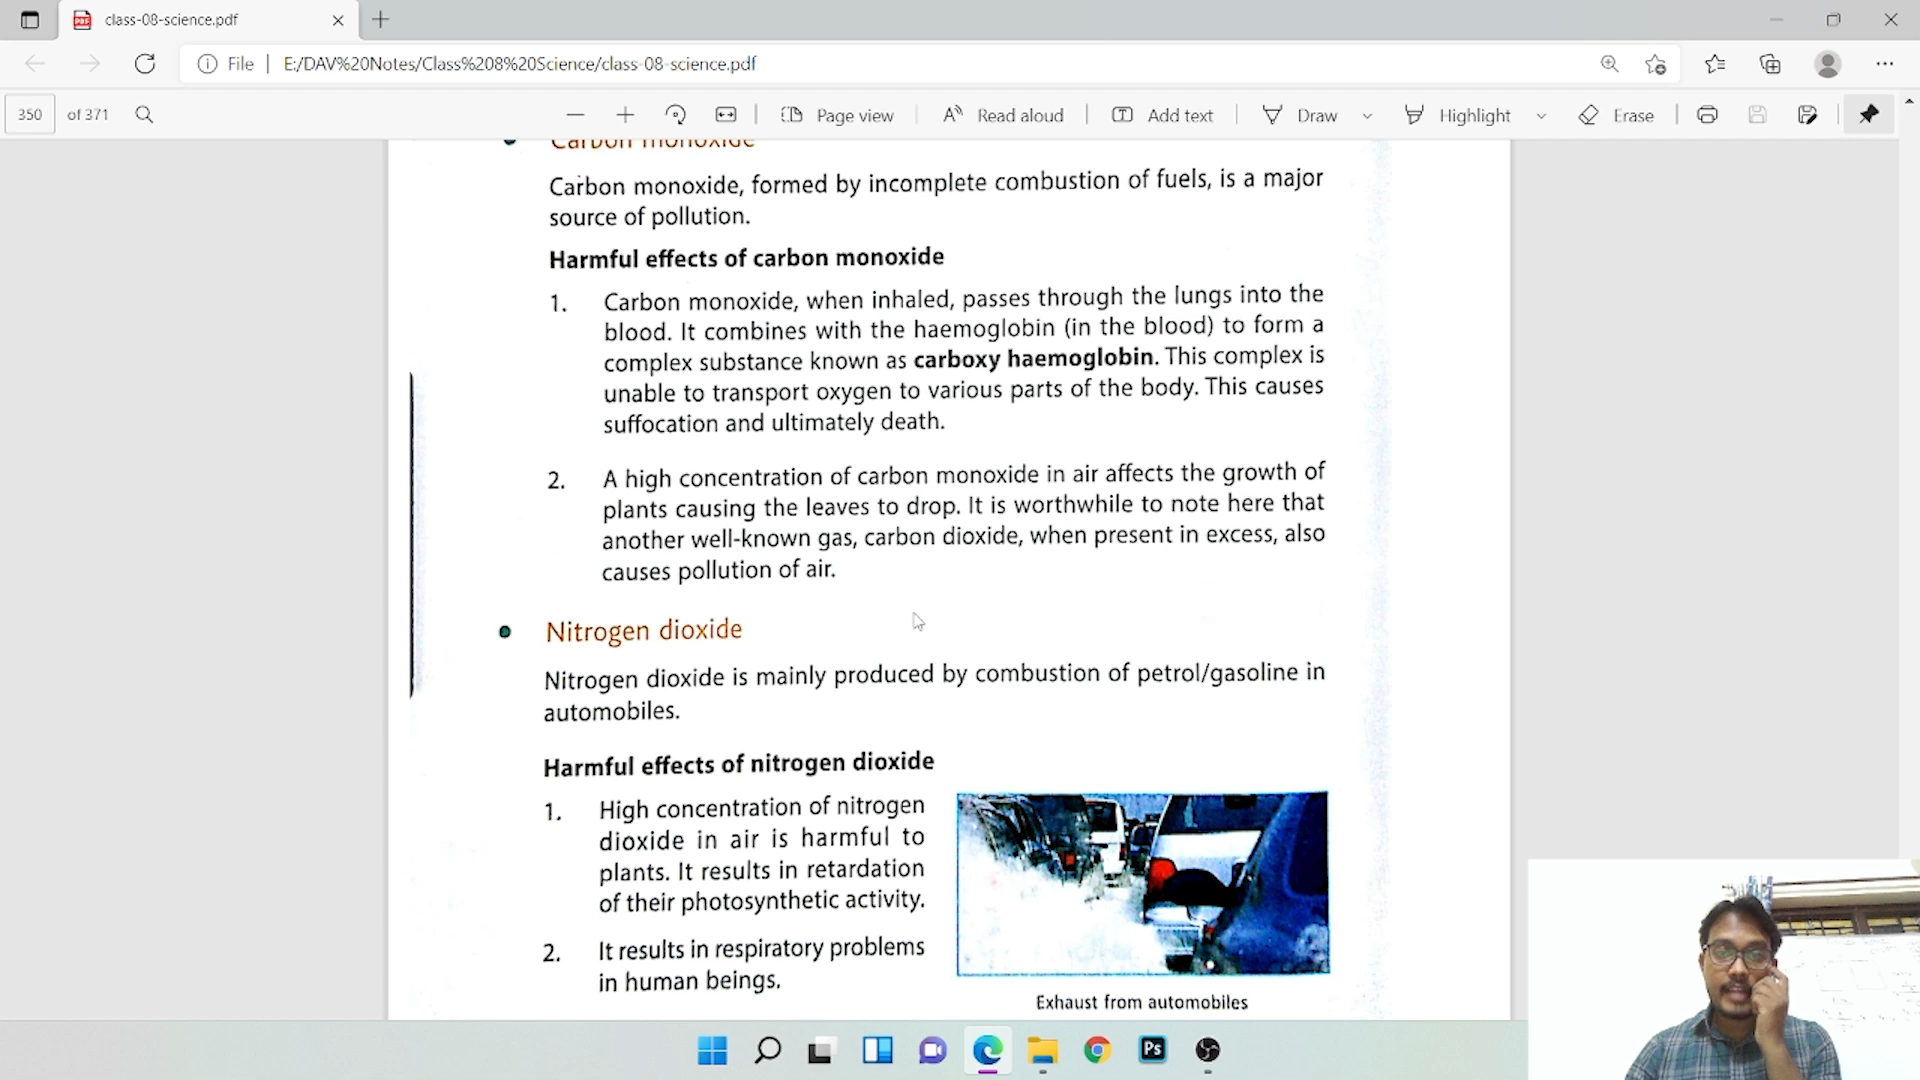 class-08-science.pdf
File
E:/DAV%20Notes/Class%208%20Science/class-08-science.pdf
350 of 371
Page view
Read aloud
Add text
Draw
Highlight
Erase
Carbon monoxide
Carbon monoxide, formed by incomplete combustion of fuels, is a major
source of pollution.
Harmful effects of carbon monoxide
1. Carbon monoxide, when inhaled, passes through the lungs into the
blood. It combines with the haemoglobin (in the blood) to form a
complex substance known as carboxy haemoglobin. This complex is
unable to transport oxygen to various parts of the body. This causes
suffocation and ultimately death.
2. A high concentration of carbon monoxide in air affects the growth of
plants causing the leaves to drop. It is worthwhile to note here that
another well-known gas, carbon dioxide, when present in excess, also
causes pollution of air.
• Nitrogen dioxide
Nitrogen dioxide is mainly produced by combustion of petrol/gasoline in
automobiles.
Harmful effects of nitrogen dioxide
1. High concentration of nitrogen
dioxide in air is harmful to
plants. It results in retardation
of their photosynthetic activity.
2. It results in respiratory problems
in human beings.
Exhaust from automobiles
Ps